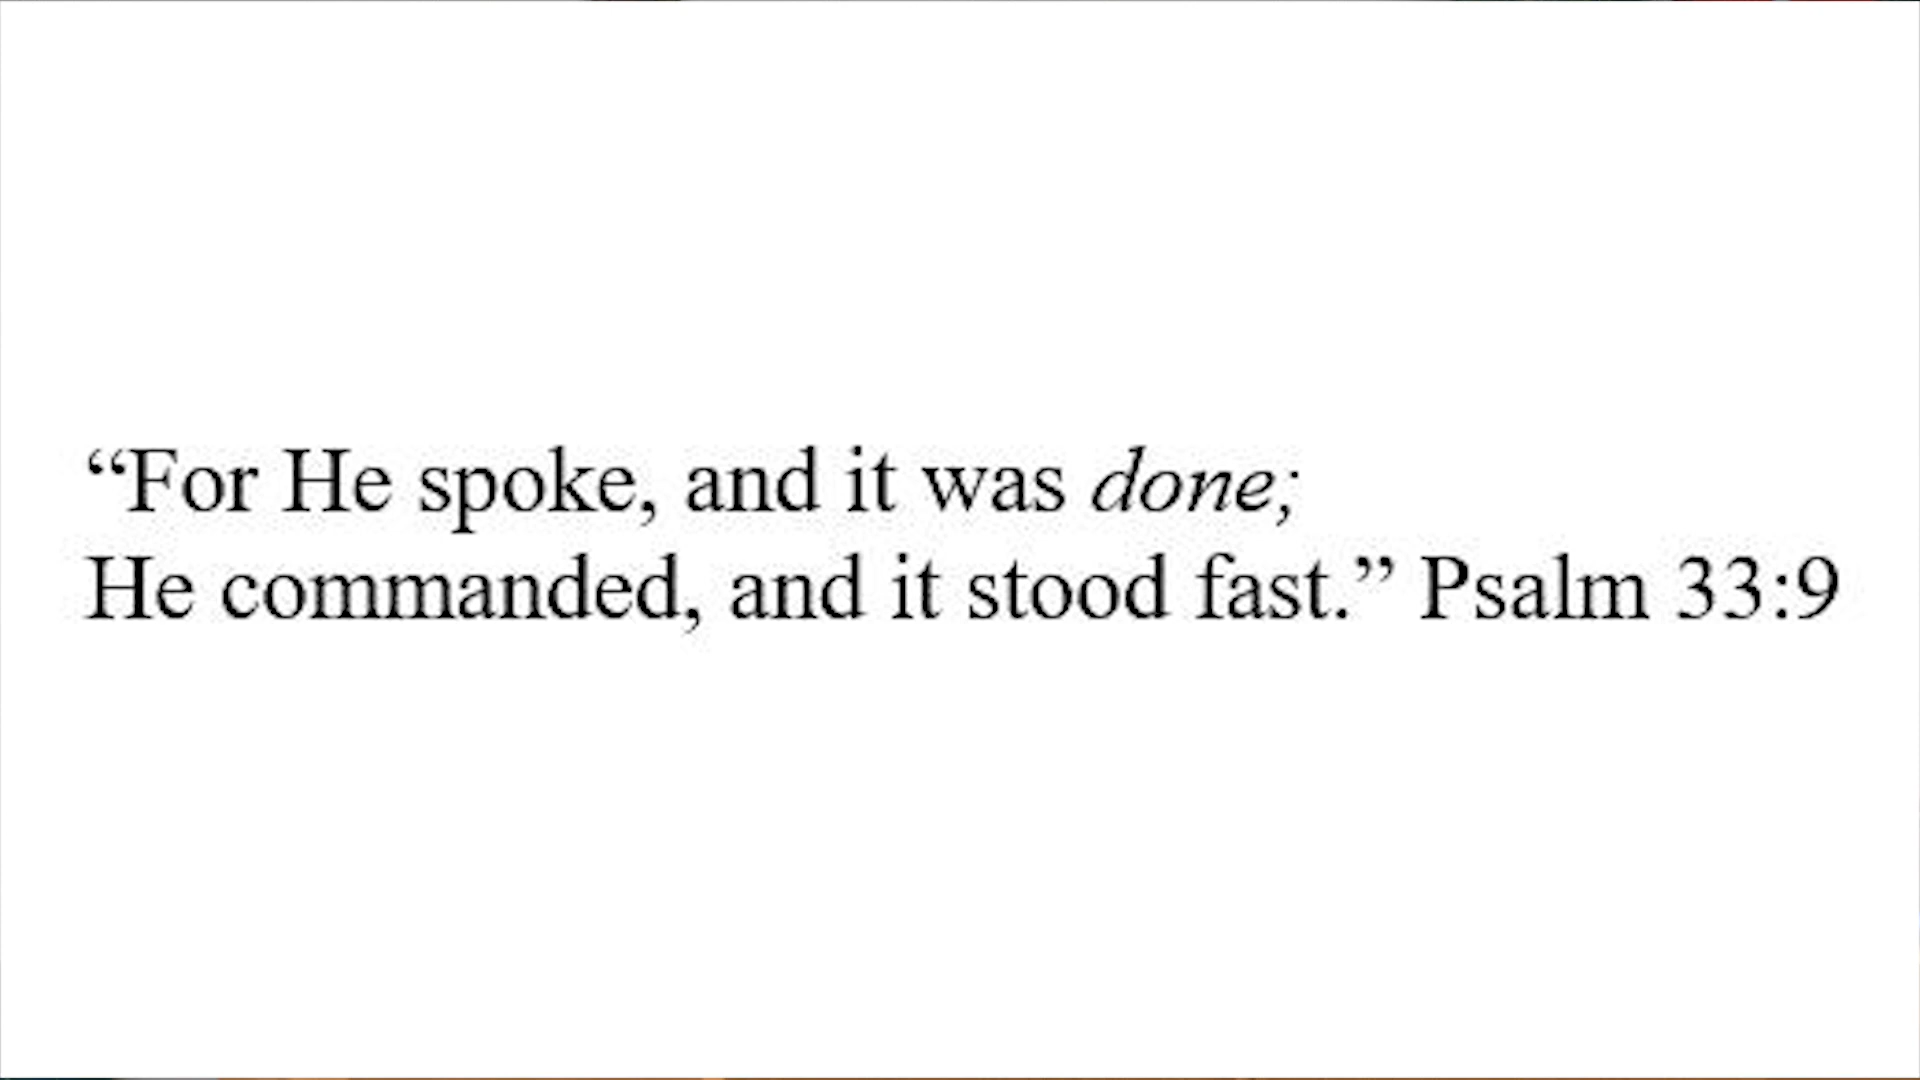 “For He spoke, and it was done;
He commanded, and it stood fast.” Psalm 33:9